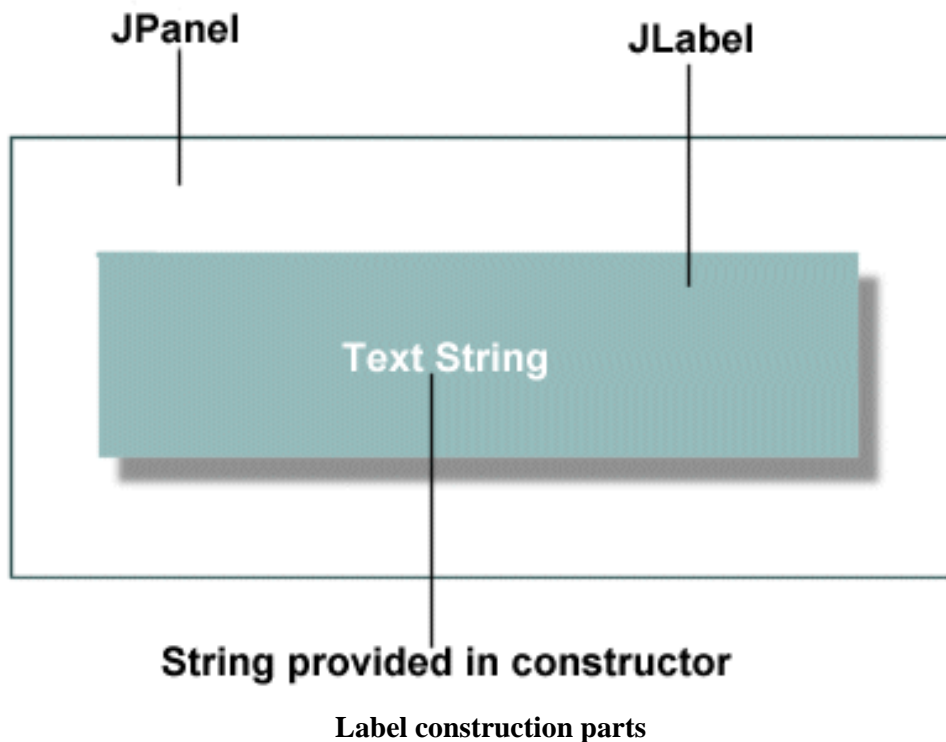 JPanel
JLabel
Text String
String provided in constructor
Label construction parts